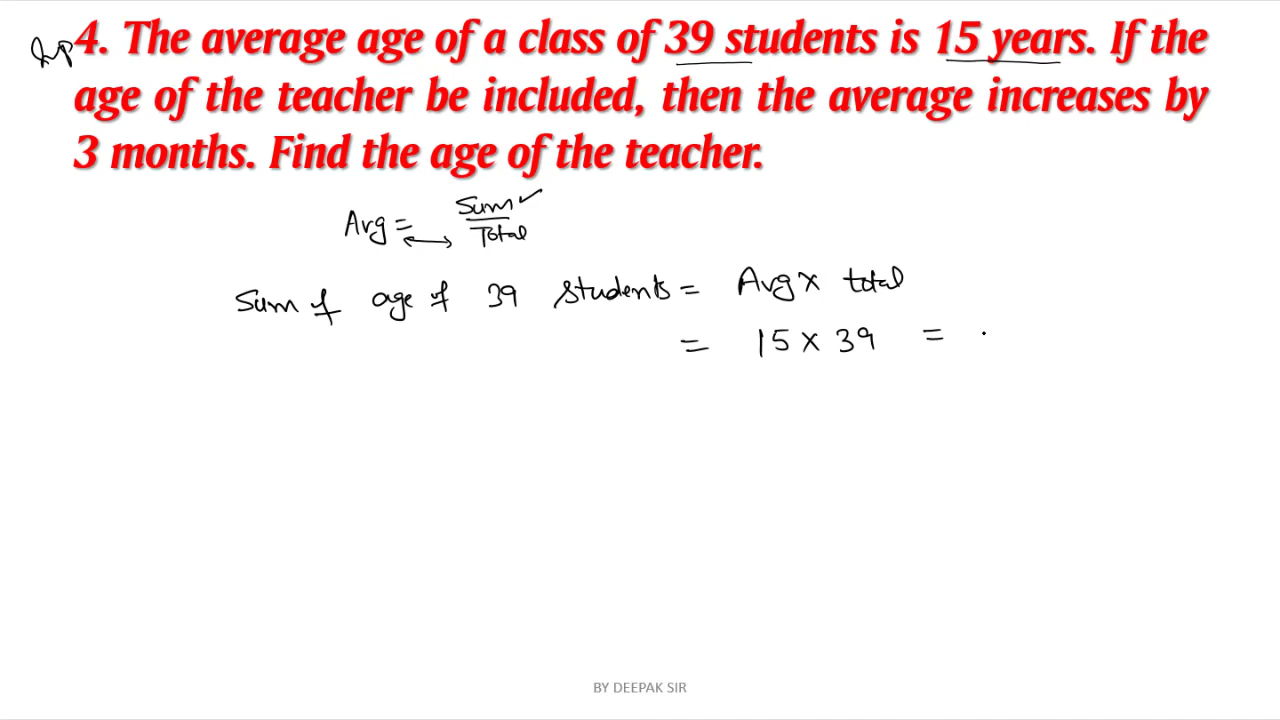 Imp 4. The average age of a class of 39 students is 15 years. If the
age of the teacher be included, then the average increases by
3 months. Find the age of the teacher.
Avg = Sum ✓
Total
Sum of age of 39 students = Avg x total
= 15 x 39 =
BY DEEPAK SIR